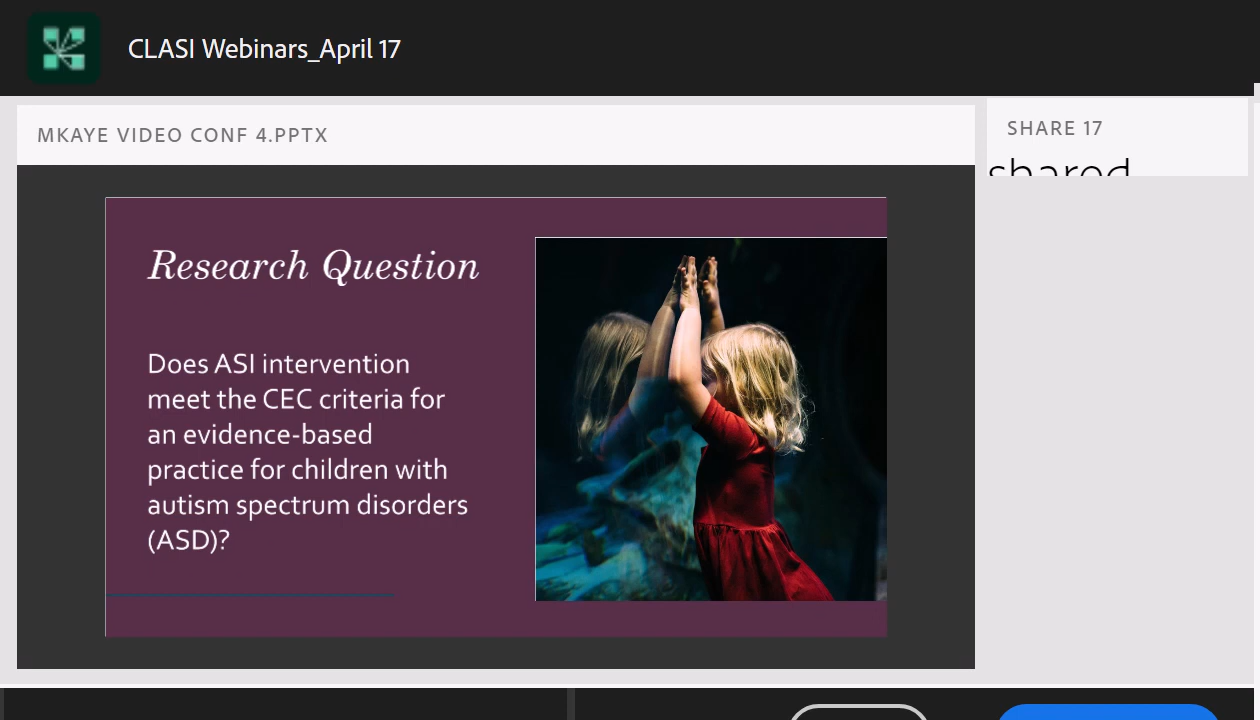 CLASI Webinars_April 17
MKAYE VIDEO CONF 4.PPTX
SHARE 17
shared
Research Question
Does ASI intervention
meet the CEC criteria for
an evidence-based
practice for children with
autism spectrum disorders
(ASD)?